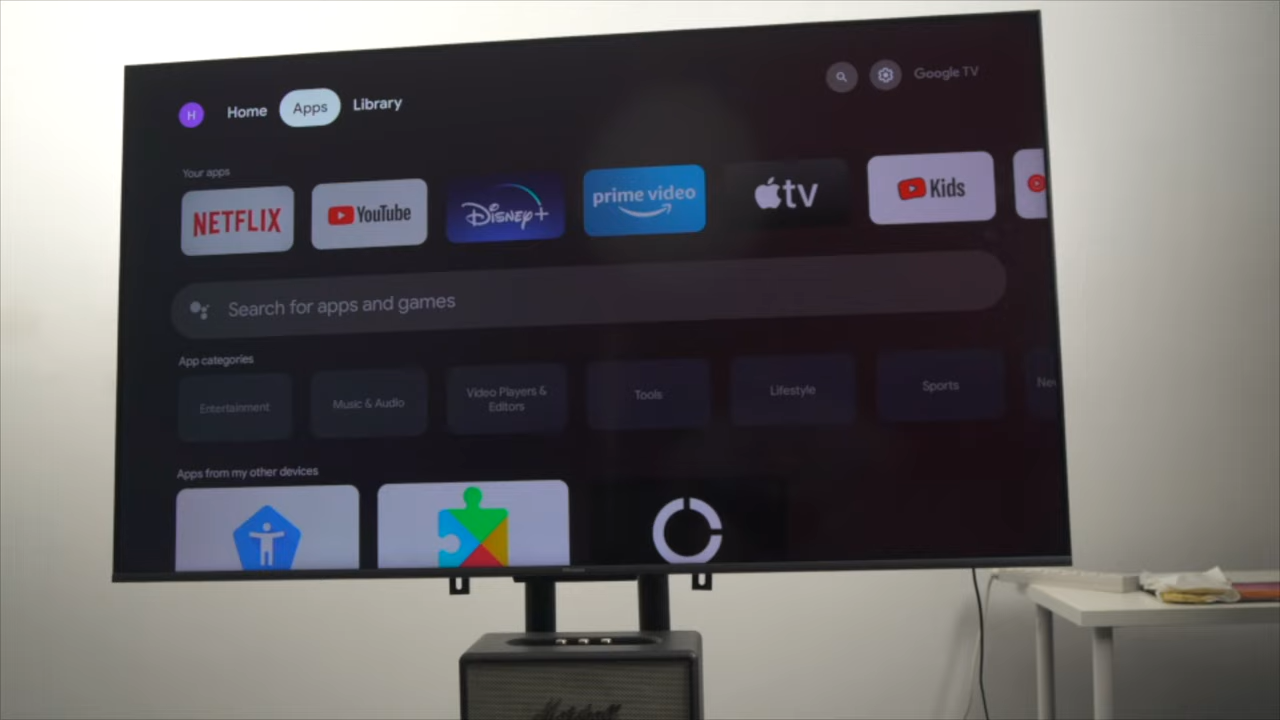 H
Home
Apps
Library
Google TV
Your apps
NETFLIX
YouTube
Disney+
prime video
tv
Kids
Search for apps and games
App categories
Entertainment
Music & Audio
Video Players &
Editors
Tools
Lifestyle
Sports
Apps from my other devices
Marshall